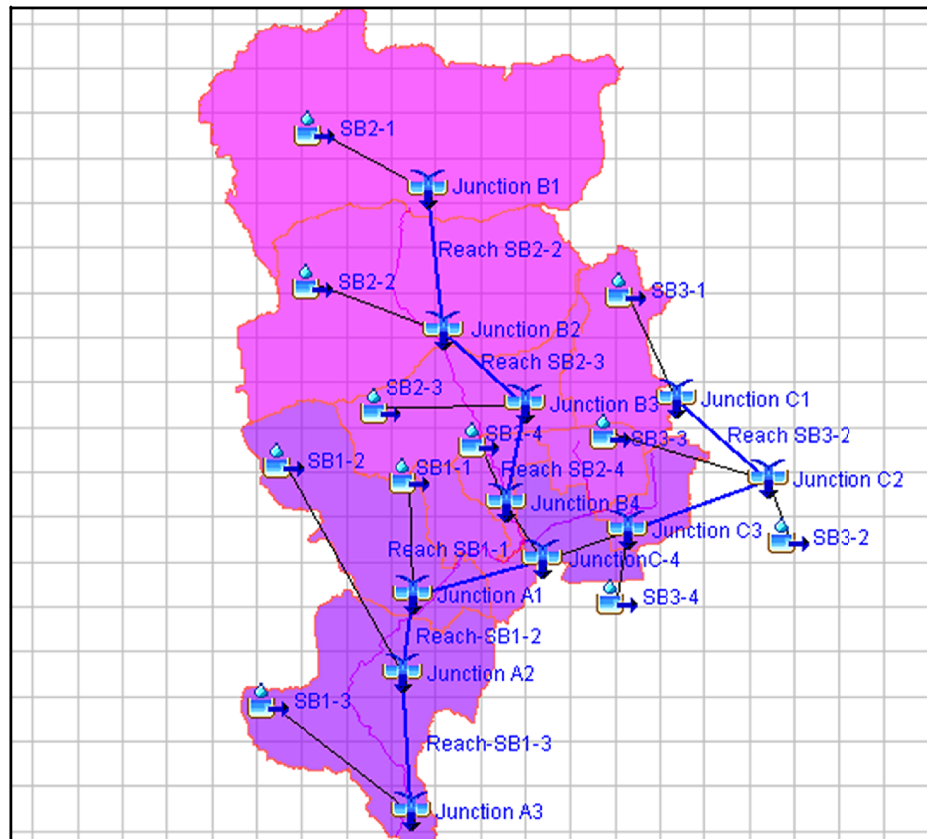 SB2-1
Junction B1
Reach SB2-2
SB2-2
SB3-1
Junction B2
Reach SB2-3
SB2-3
Junction B3
Junction C1
SB2-4
SB3-3
Reach SB3-2
SB1-2
SB1-1
Reach SB2-4
Junction C2
Junction B4
Junction C3
SB3-2
Reach SB1-1
JunctionC-4
Junction A1
SB3-4
Reach-SB1-2
Junction A2
SB1-3
Reach-SB1-3
Junction A3